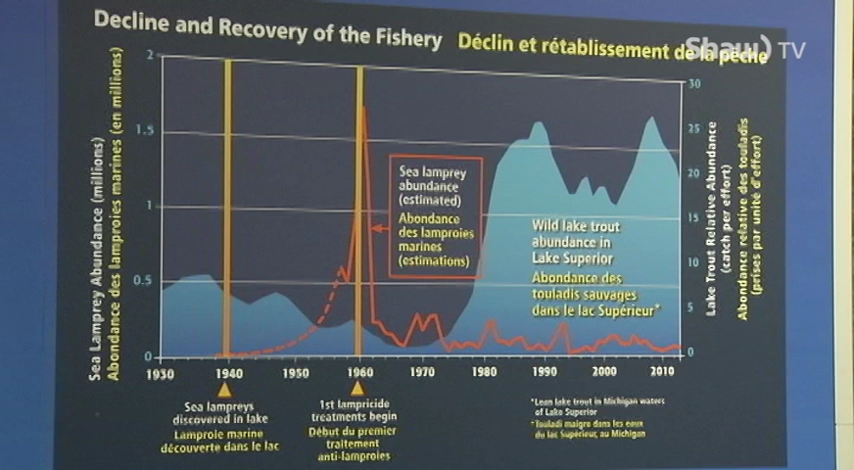 Decline and Recovery of the Fishery Déclin et rétablissement de la pêche
Shaw) TV
Sea Lamprey Abundance (millions)
Abondance des lamproies marines (en millions)
2
1.5
1
0.5
0
30
25
20
15
10
5
0
Lake Trout Relative Abundance
(catch per effort)
Abondance relative des touladis
(prises par unité d'effort)
Sea lamprey
abundance
(estimated)
Abondance
des lamproies
marines
(estimations)
Wild lake trout
abundance in
Lake Superior
Abondance des
touladis sauvages
dans le lac Supérieur*
1930 1940 1950 1960 1970 1980 1990 2000 2010
Sea lampreys
discovered in lake
Lamproie marine
découverte dans le lac
1st lampricide
treatments begin
Début du premier
traitement
anti-lamproies
*Lean lake trout in Michigan waters
of Lake Superior
*Touladi maigre dans les eaux
du lac Supérieur, au Michigan